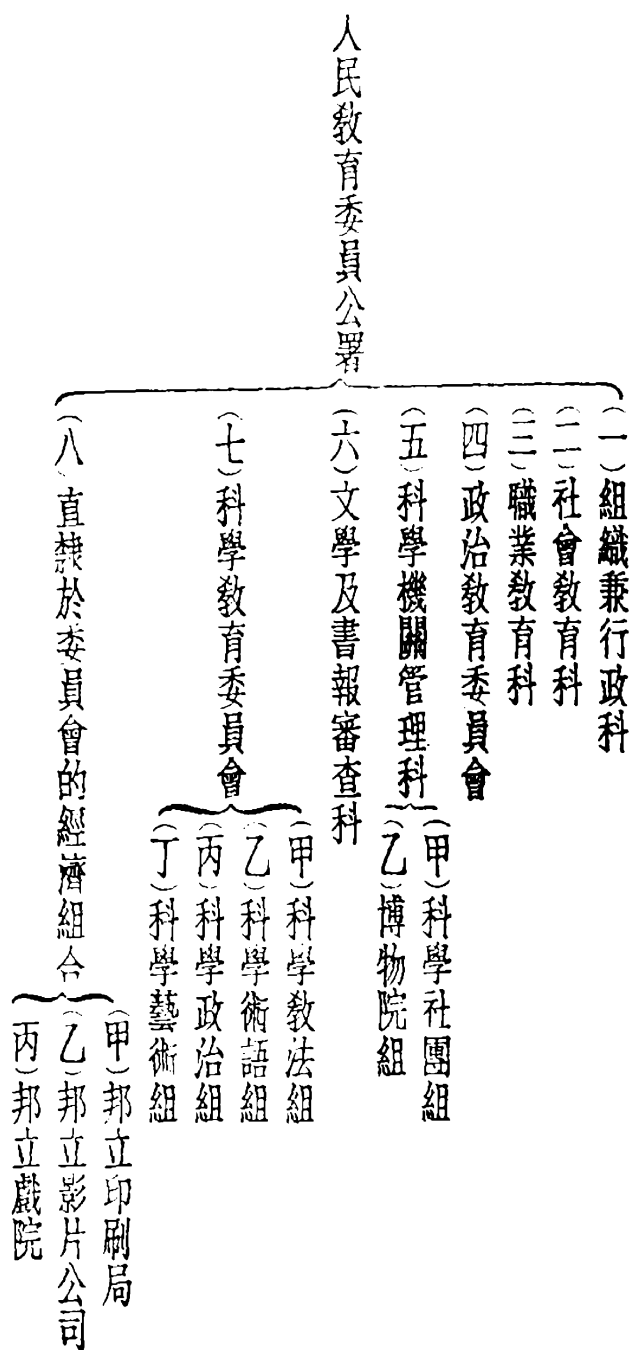 人民教育委員公署
(一)組織兼行政科
(二)社會教育科
(三)職業教育科
(四)政治教育委員會
(五)科學機關管理科
(甲)科學社團組
(乙)博物院組
(六)文學及書報審查科
(七)科學教育委員會
(甲)科學教法組
(乙)科學術語組
(丙)科學政治組
(丁)科學藝術組
(八)直隸於委員會的經濟組合
(甲)邦立印刷局
(乙)邦立影片公司
(丙)邦立戲院